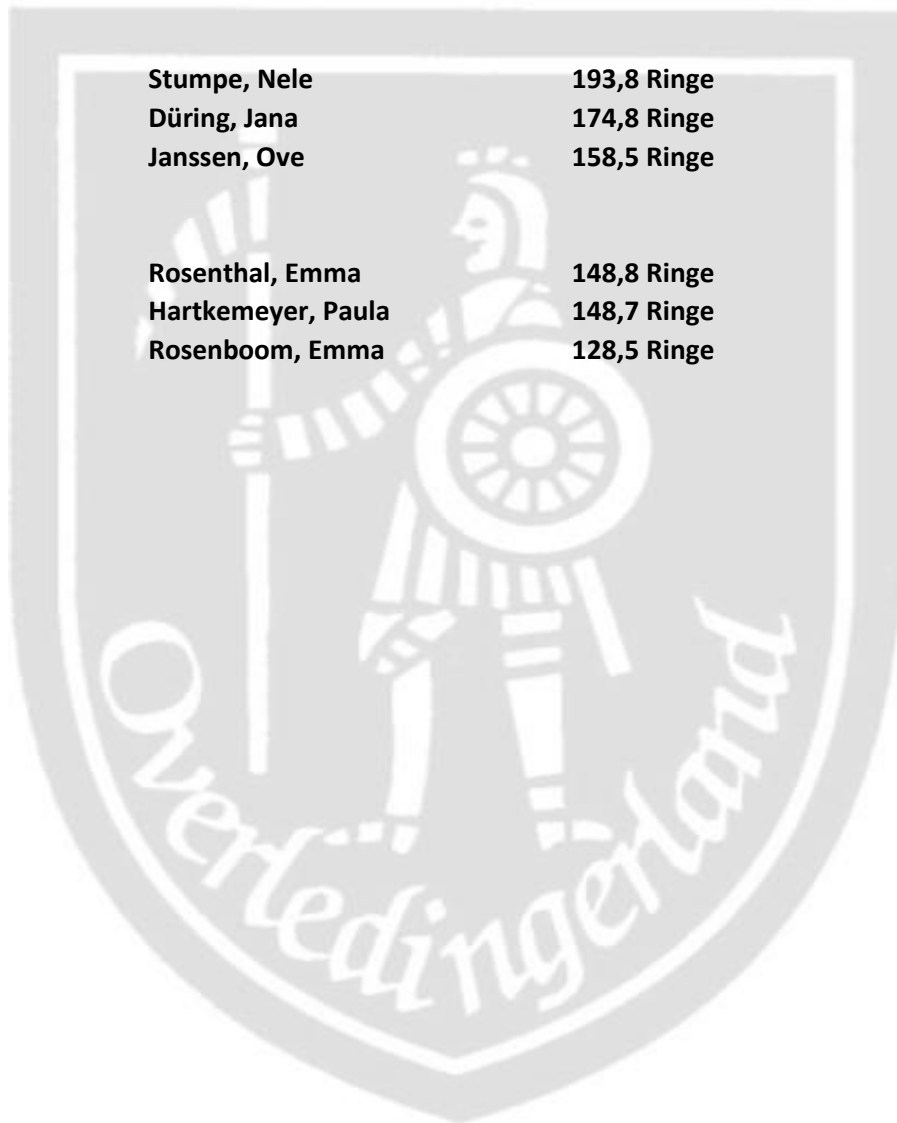 Stumpe, Nele 193,8 Ringe
Düring, Jana 174,8 Ringe
Janssen, Ove 158,5 Ringe
Rosenthal, Emma 148,8 Ringe
Hartkemeyer, Paula 148,7 Ringe
Rosenboom, Emma 128,5 Ringe
Overledingerland